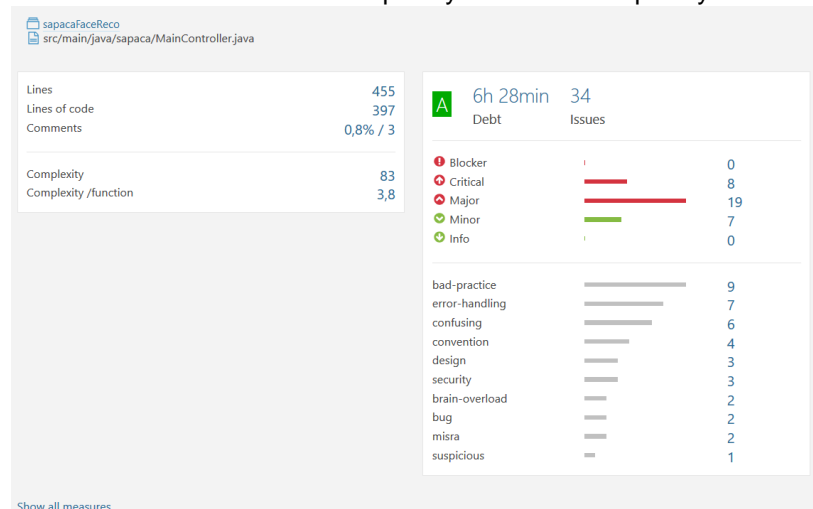 sapacaFaceReco
src/main/java/sapaca/MainController.java
Lines 455
Lines of code 397
Comments 0,8% / 3
Complexity 83
Complexity /function 3,8
A 6h 28min 34
Debt Issues
Blocker 0
Critical 8
Major 19
Minor 7
Info 0
bad-practice 9
error-handling 7
confusing 6
convention 4
design 3
security 3
brain-overload 2
bug 2
misra 2
suspicious 1
Show all measures